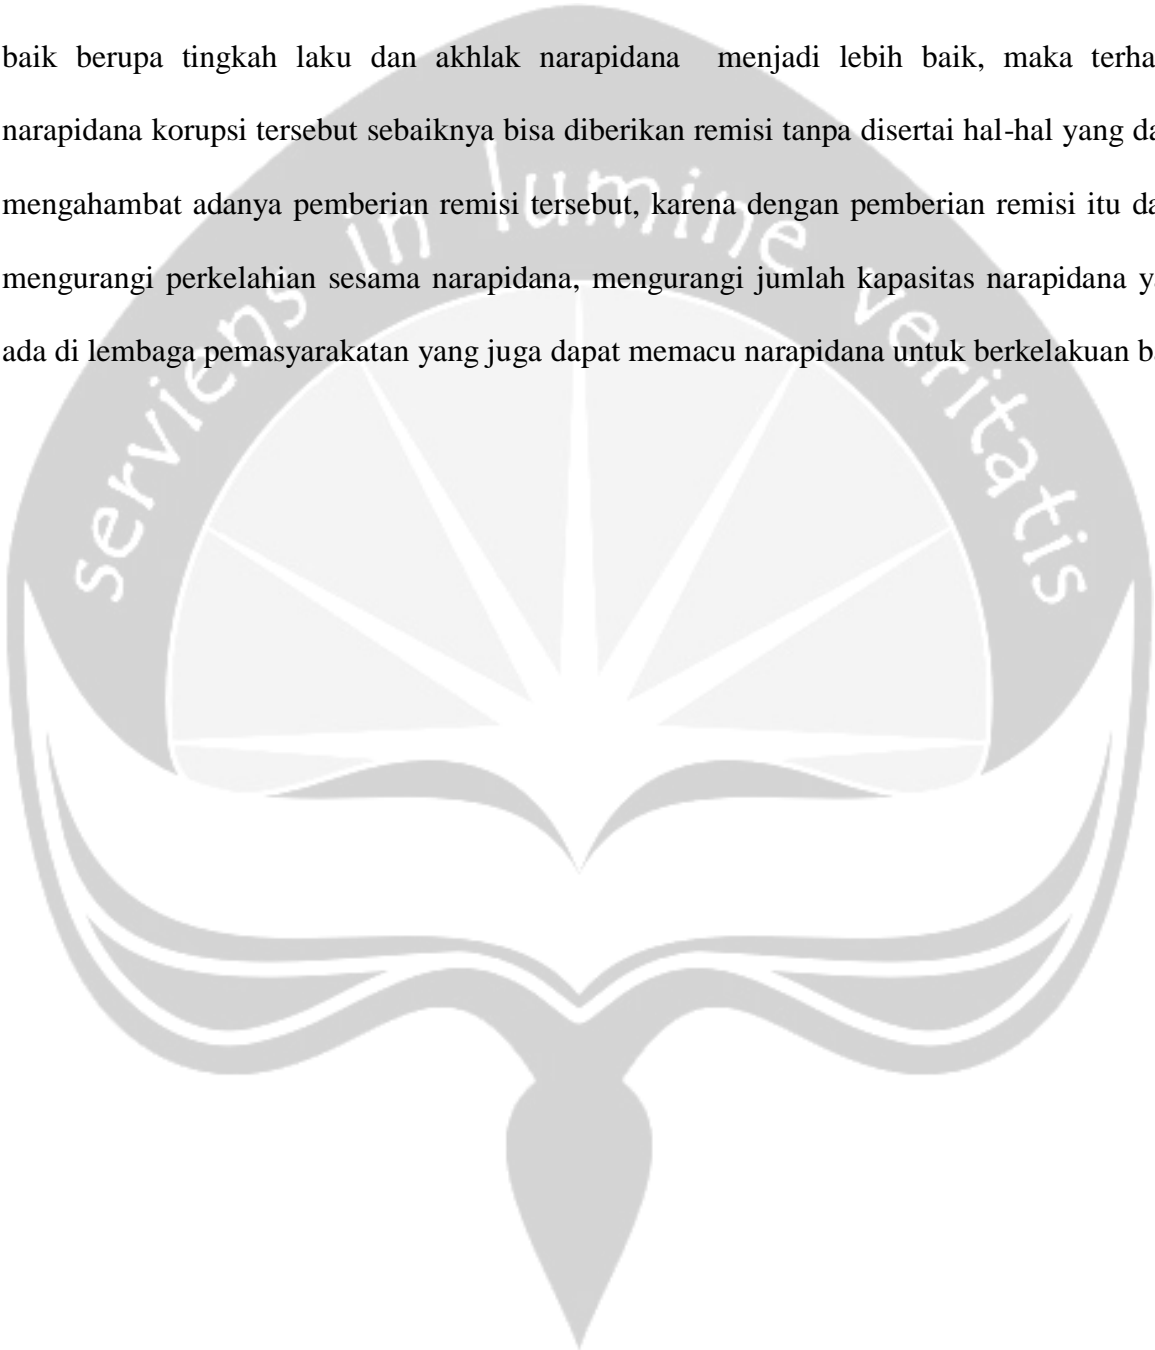 baik berupa tingkah laku dan akhlak narapidana menjadi lebih baik, maka terha
narapidana korupsi tersebut sebaiknya bisa diberikan remisi tanpa disertai hal-hal yang da
mengahambat adanya pemberian remisi tersebut, karena dengan pemberian remisi itu da
mengurangi perkelahian sesama narapidana, mengurangi jumlah kapasitas narapidana y
ada di lembaga pemasyarakatan yang juga dapat memacu narapidana untuk berkelakuan b
serviens in lumine veritatis